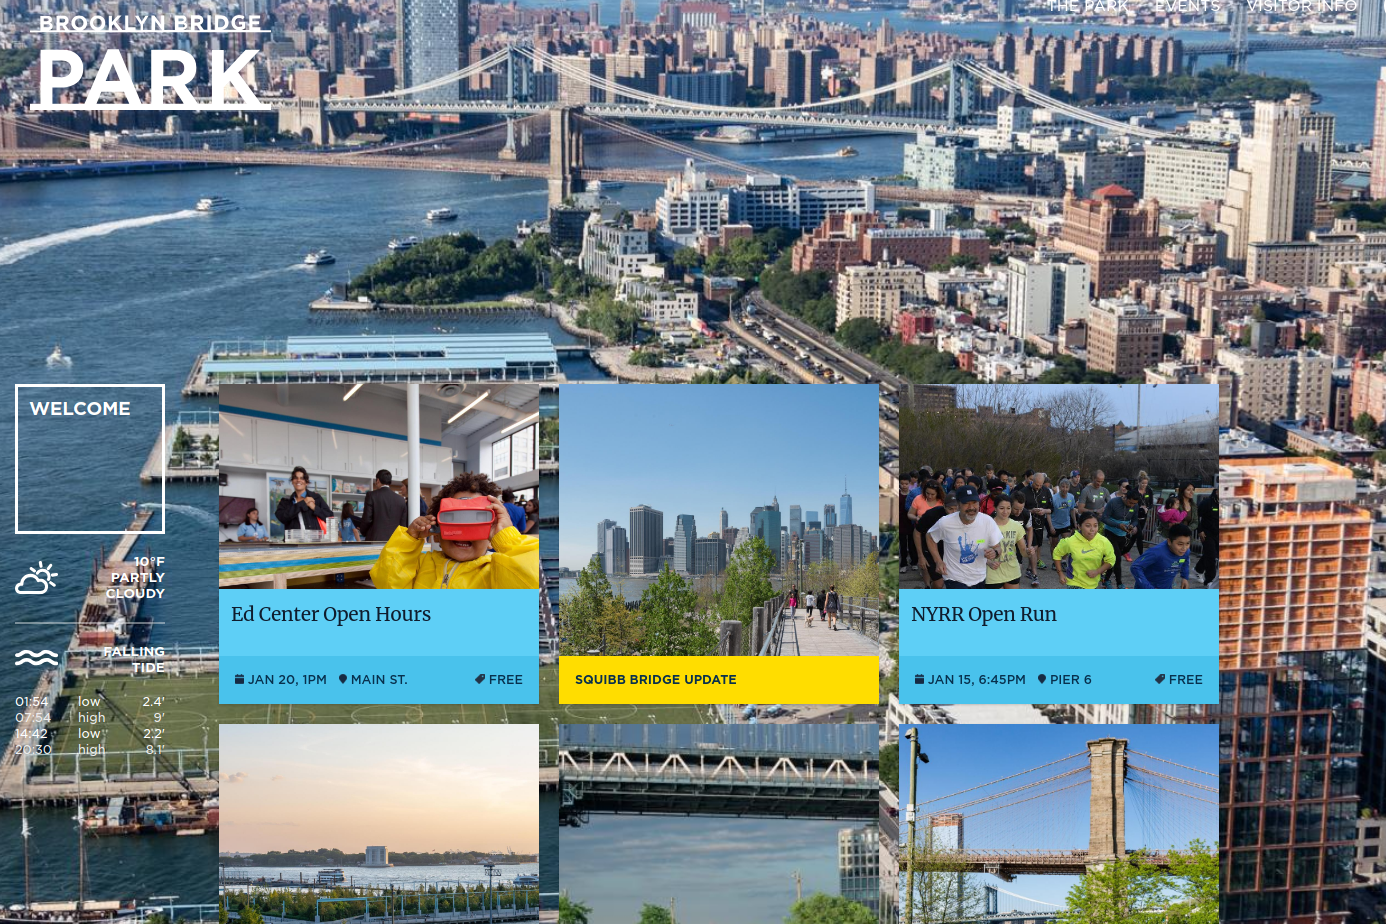 BROOKLYN BRIDGE
PARK
THE PARK EVENTS VISITOR INFO
WELCOME
10°F
PARTLY
CLOUDY
FALLING
TIDE
01:54 low 2.4'
07:54 high 9'
14:42 low 2.2'
20:30 high 8.1'
Ed Center Open Hours
JAN 20, 1PM MAIN ST. FREE
SQUIBB BRIDGE UPDATE
NYRR Open Run
JAN 15, 6:45PM PIER 6 FREE